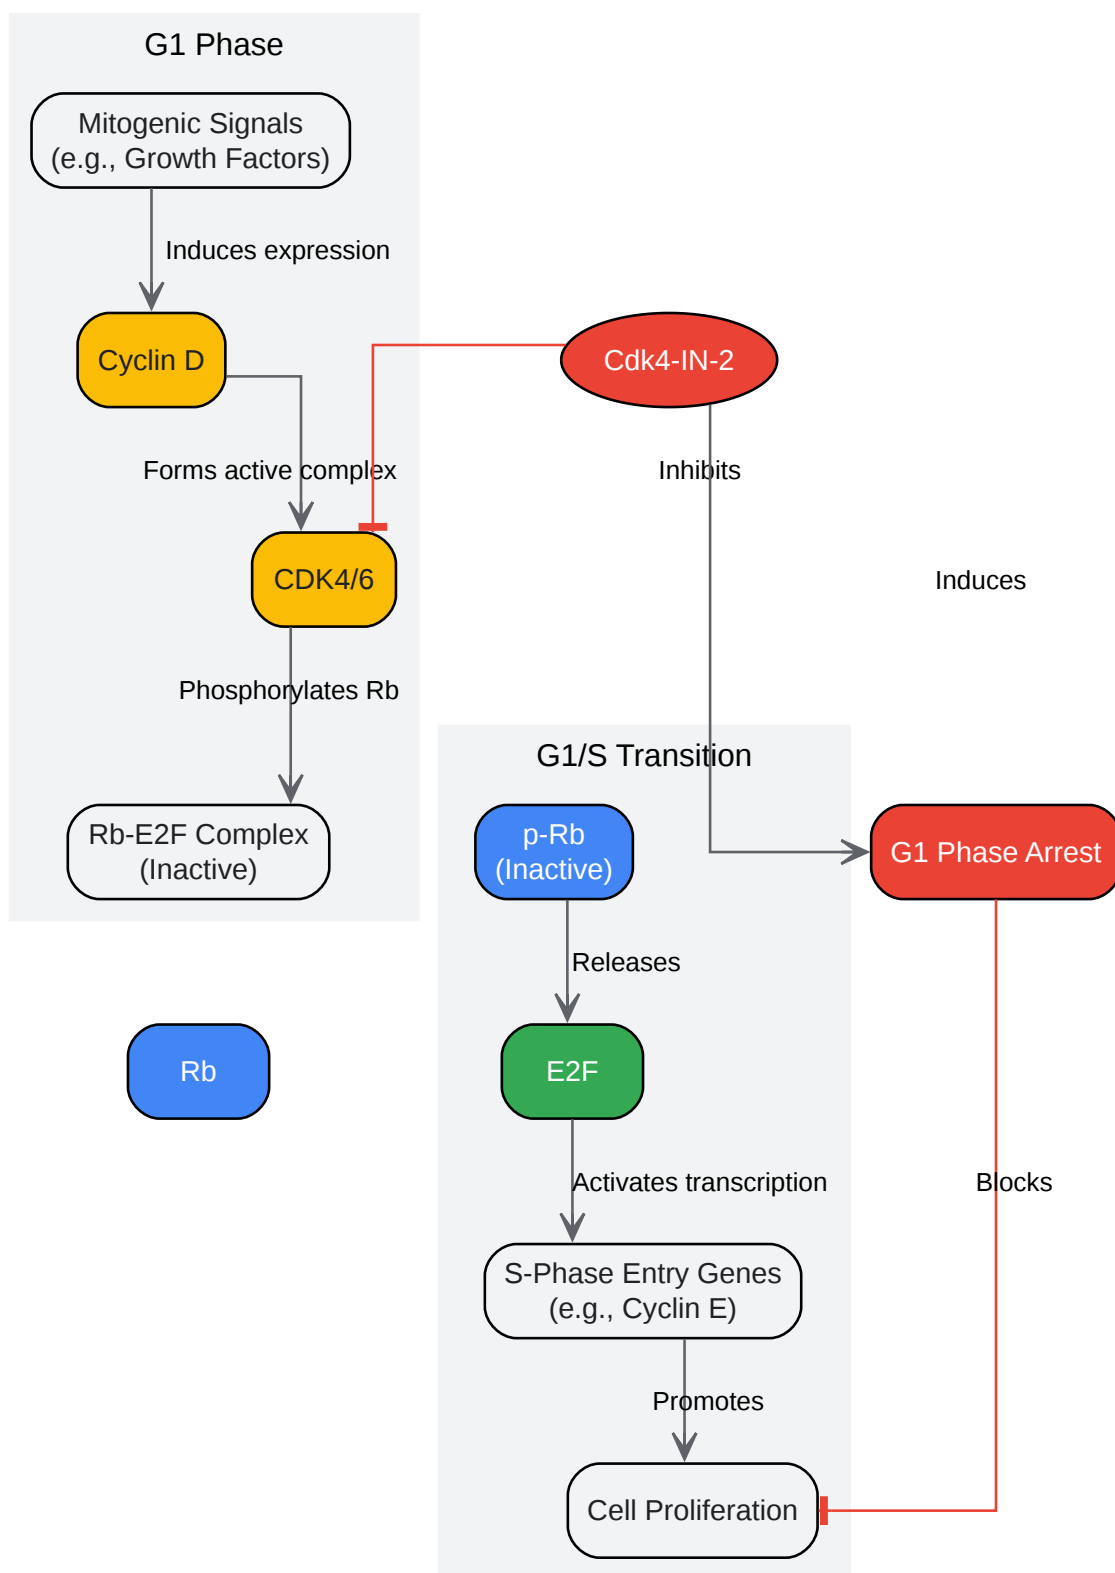 G1 Phase
Mitogenic Signals
(e.g., Growth Factors)
Induces expression
Cyclin D
Cdk4-IN-2
Forms active complex
Inhibits
CDK4/6
Induces
Phosphorylates Rb
G1/S Transition
Rb-E2F Complex
(Inactive)
p-Rb
(Inactive)
G1 Phase Arrest
Releases
Rb
E2F
Activates transcription
Blocks
S-Phase Entry Genes
(e.g., Cyclin E)
Promotes
Cell Proliferation